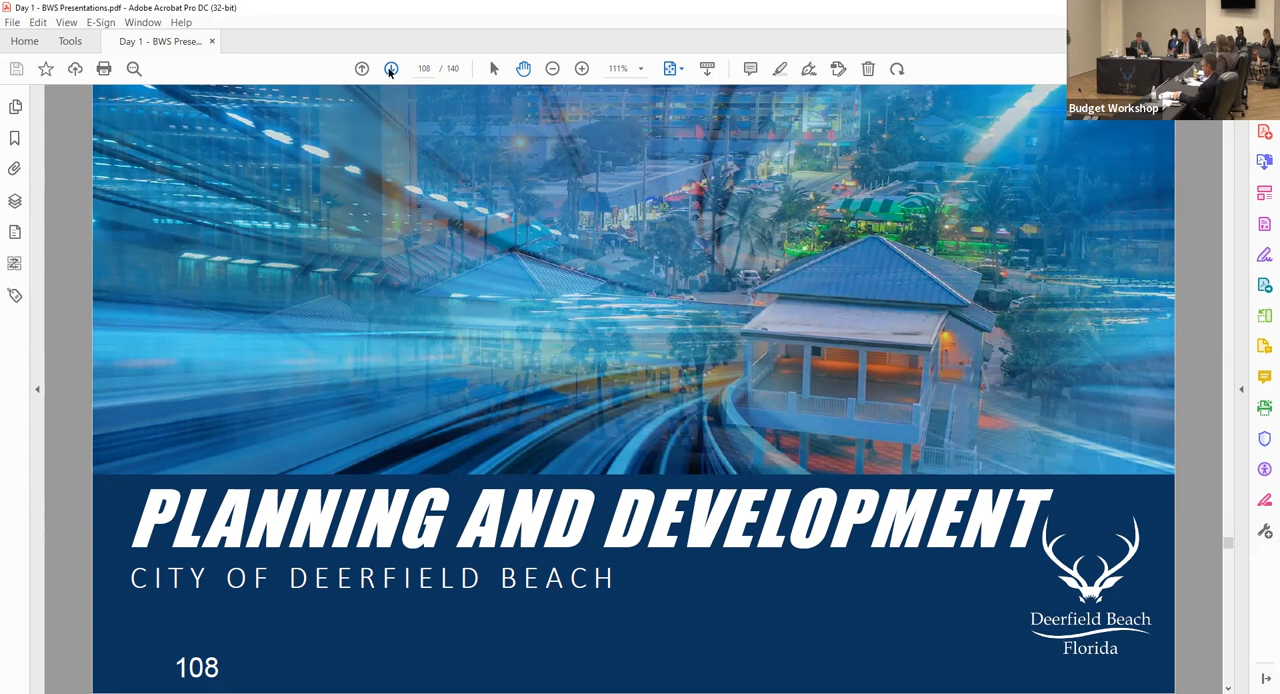 Day 1 - BWS Presentations.pdf - Adobe Acrobat Pro DC (32-bit)
File Edit View E-Sign Window Help
Home Tools Day 1 - BWS Prese... ×
108 / 140 111%
Budget Workshop
PLANNING AND DEVELOPMENT
CITY OF DEERFIELD BEACH
Deerfield Beach
Florida
108